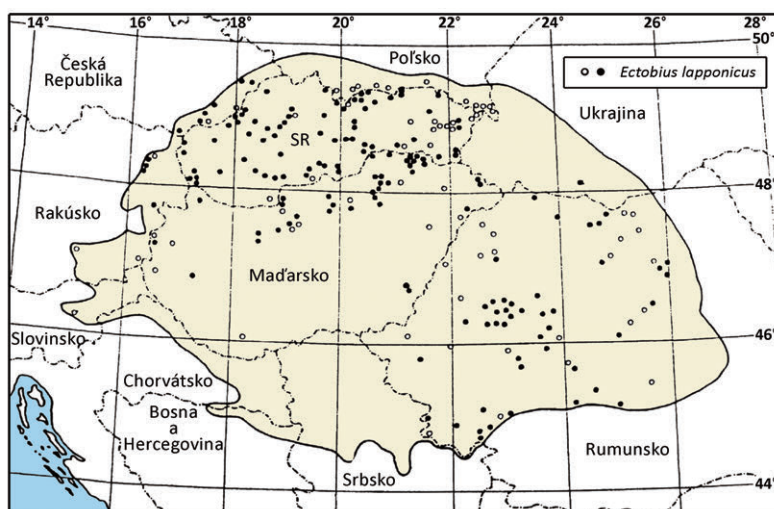 14° 16 18 20 22 24 26 28°
50°
Česká
Republika
Poľsko
Ectobius lapponicus
Ukrajina
SR
48°
Rakúsko
Maďarsko
46°
Slovinsko
Chorvátsko
Bosna
a
Hercegovina
Rumunsko
Srbsko
44°